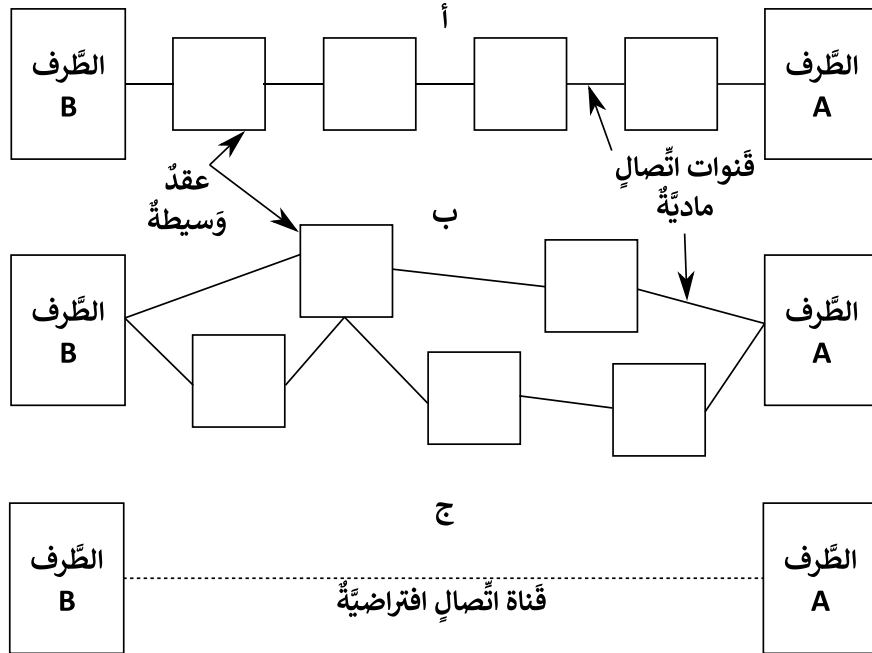 أ
الطَّرف
A
الطَّرف
B
قَنوات اتِّصالٍ
ماديَّةٌ
عقدٌ
وَسيطةٌ
ب
الطَّرف
A
الطَّرف
B
ج
الطَّرف
A
الطَّرف
B
قَناة اتِّصالٍ افتراضيَّةٌ